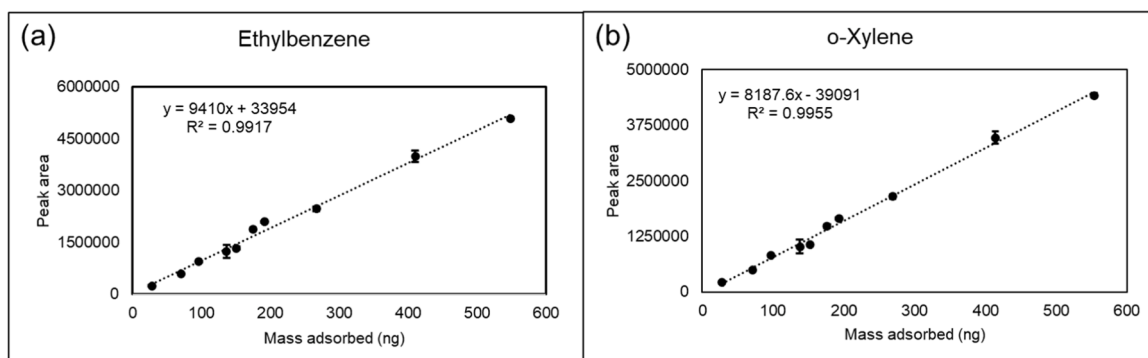 (a)
Ethylbenzene
6000000
y = 9410x + 33954
R² = 0.9917
4500000
3000000
1500000
0
Peak area
0 100 200 300 400 500 600
Mass adsorbed (ng)
(b)
o-Xylene
5000000
y = 8187.6x - 39091
R² = 0.9955
3750000
2500000
1250000
0
Peak area
0 100 200 300 400 500 600
Mass adsorbed (ng)